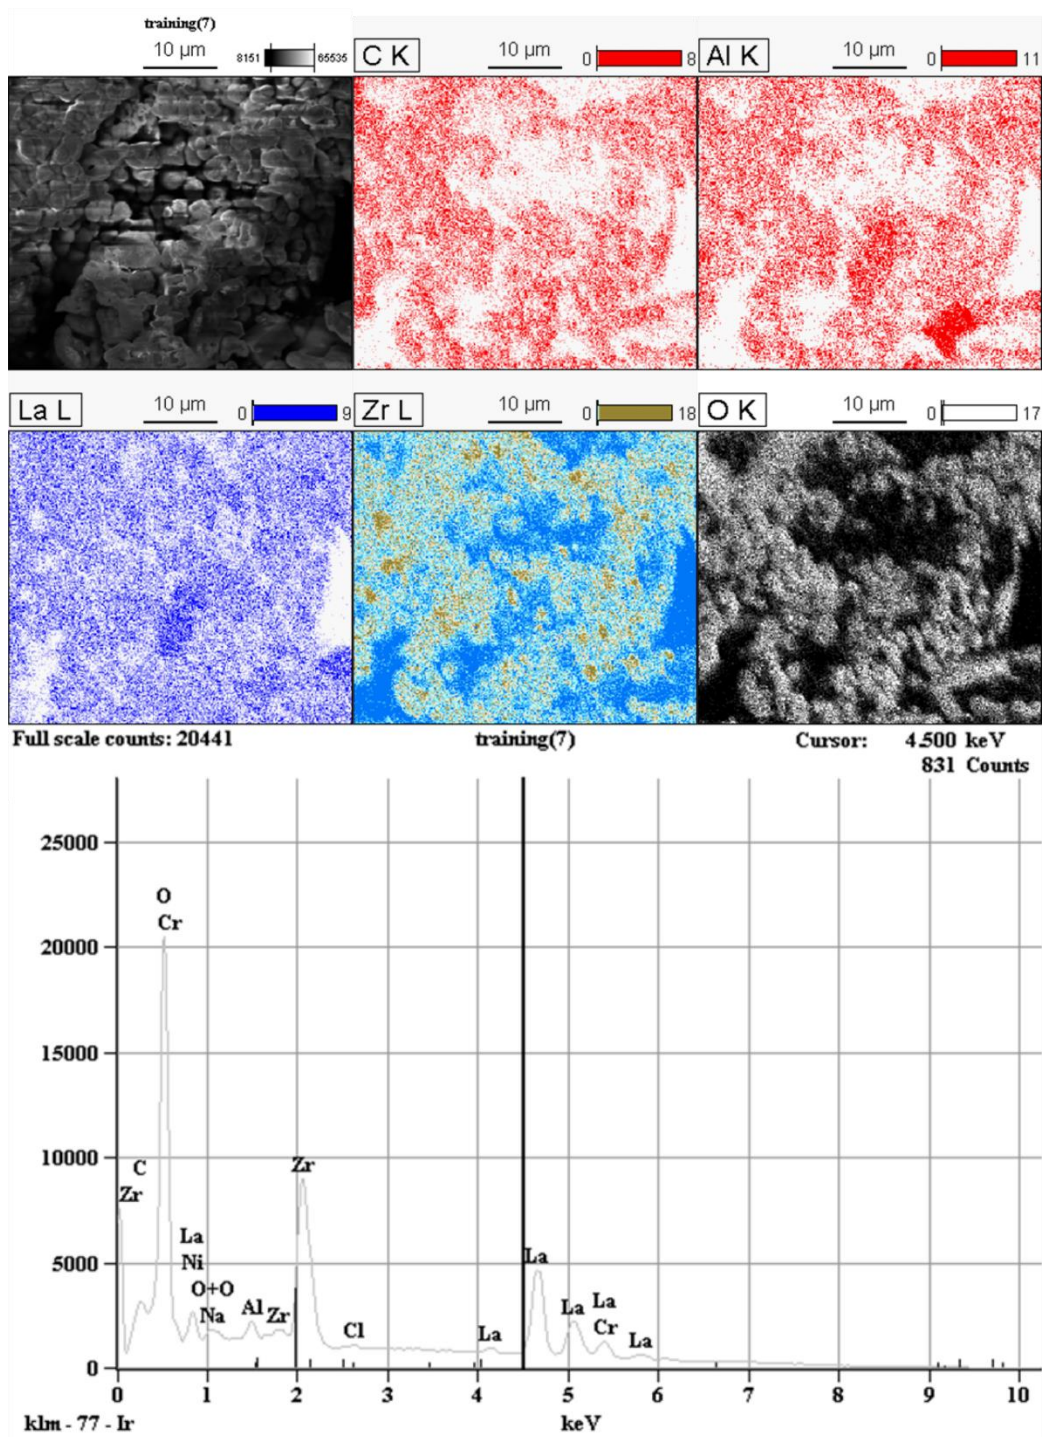 training(7)
10 µm 8151 65535
C K 10 µm 0 8
Al K 10 µm 0 11
La L 10 µm 0 9
Zr L 10 µm 0 18
O K 10 µm 0 17
Full scale counts: 20441 training(7) Cursor: 4.500 keV
831 Counts
25000
O
Cr
20000
15000
10000
C
Zr
Zr
La
Ni
5000
O+O
Na
Al
Zr
Cl
La
La
La
La
Cr
La
0
0 1 2 3 4 5 6 7 8 9 10
klm - 77 - Ir keV